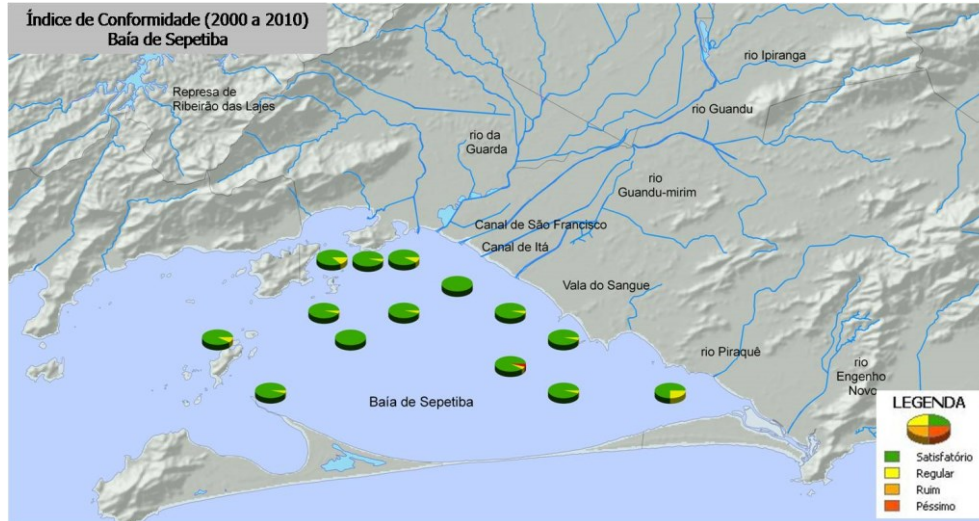 Índice de Conformidade (2000 a 2010)
Baía de Sepetiba
rio Ipiranga
Represa de
Ribeirão das Lajes
rio Guandu
rio da
Guarda
rio
Guandu-mirim
Canal de São Francisco
Canal de Itá
Vala do Sangue
rio Piraquê
rio
Engenho
Novo
Baía de Sepetiba
LEGENDA
Satisfatório
Regular
Ruim
Péssimo